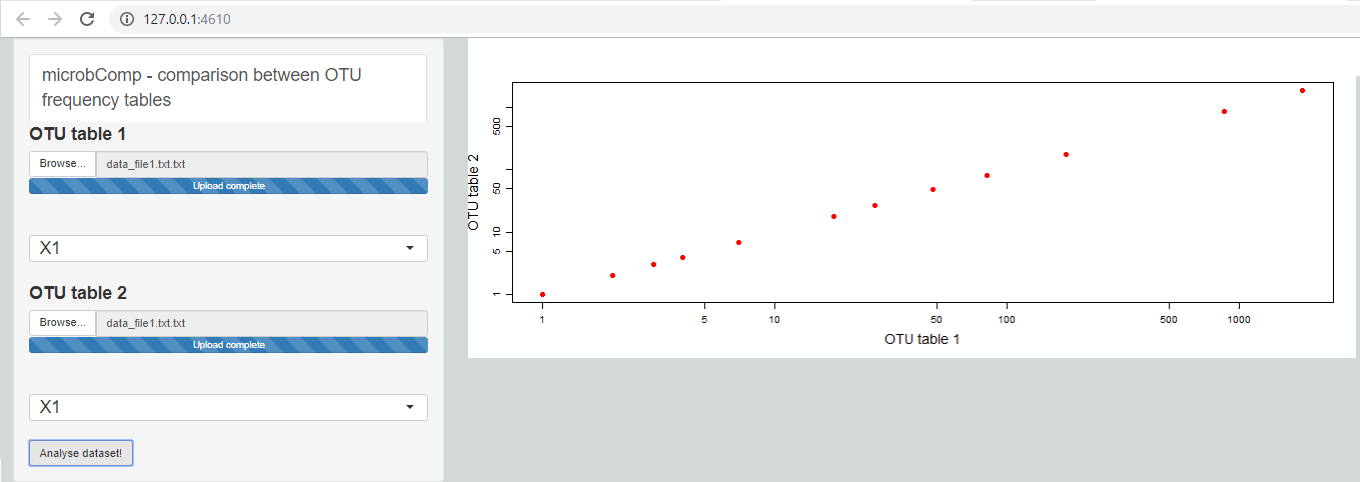 127.0.0.1:4610
microbComp - comparison between OTU
frequency tables
OTU table 1
Browse... data_file1.txt.txt
Upload complete
X1
OTU table 2
Browse... data_file1.txt.txt
Upload complete
X1
Analyse dataset!
OTU table 2
500
50
10
5
1
1 5 10 50 100 500 1000
OTU table 1